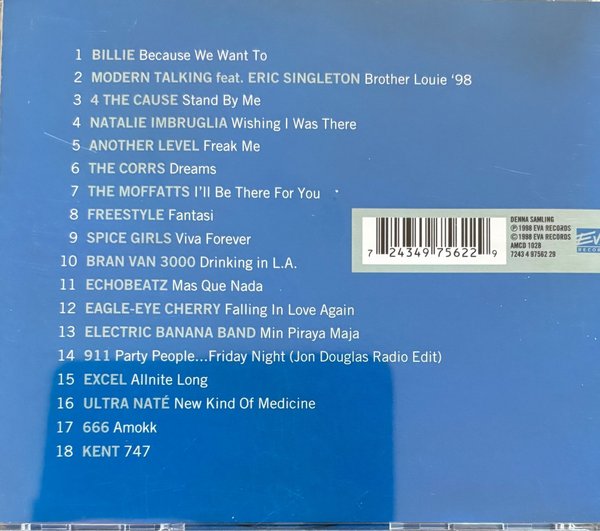 1 BILLIE Because We Want To
2 MODERN TALKING feat. ERIC SINGLETON Brother Louie ‘98
3 4 THE CAUSE Stand By Me
4 NATALIE IMBRUGLIA Wishing I Was There
5 ANOTHER LEVEL Freak Me
6 THE CORRS Dreams
7 THE MOFFATTS I’ll Be There For You
8 FREESTYLE Fantasi
9 SPICE GIRLS Viva Forever
10 BRAN VAN 3000 Drinking in L.A.
11 ECHOBEATZ Mas Que Nada
12 EAGLE-EYE CHERRY Falling In Love Again
13 ELECTRIC BANANA BAND Min Piraya Maja
14 911 Party People...Friday Night (Jon Douglas Radio Edit)
15 EXCEL Allnite Long
16 ULTRA NATÉ New Kind Of Medicine
17 666 Amokk
18 KENT 747
7 24349 75622 9
DENNA SAMLING
℗ 1998 EVA RECORDS
© 1998 EVA RECORDS
AMCD 1028
7243 4 97562 29